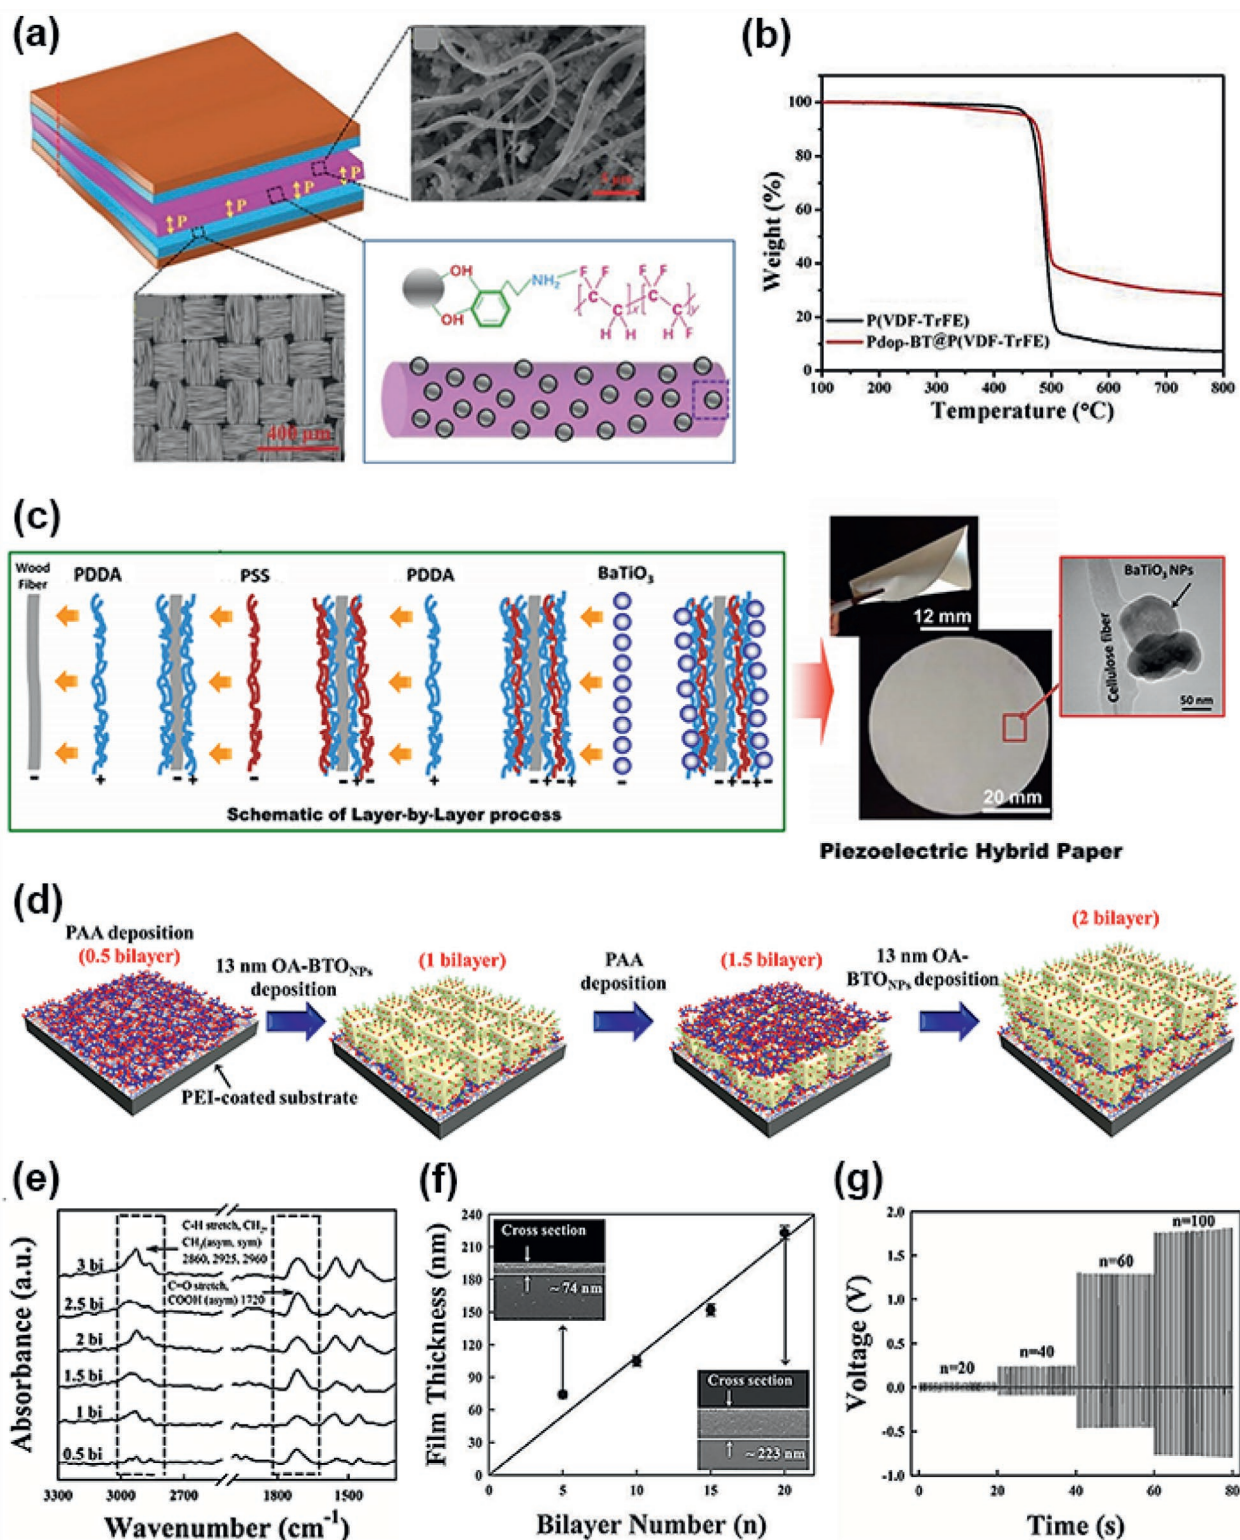 (a)
P
P
P
P
5 μm
400 μm
OH
OH
NH₂
F F
F F
C
C
C
C
x
y
H H
H F
(b)
Weight (%)
100
80
60
40
20
0
P(VDF-TrFE)
Pdop-BT@P(VDF-TrFE)
100 200 300 400 500 600 700 800
Temperature (°C)
(c)
Wood
Fiber
PDDA
PSS
PDDA
BaTiO₃
- + - + - - + - + - + - + - - + - + -
Schematic of Layer-by-Layer process
12 mm
20 mm
BaTiO₃ NPs
Cellulose fiber
50 nm
Piezoelectric Hybrid Paper
(d)
PAA deposition
(0.5 bilayer)
13 nm OA-BTO_NPs
deposition
(1 bilayer)
PAA
deposition
(1.5 bilayer)
13 nm OA-
BTO_NPs deposition
(2 bilayer)
PEI-coated substrate
(e)
Absorbance (a.u.)
C-H stretch, CH₂,
CH₃(asym, sym)
2860, 2925, 2960
C=O stretch,
COOH (asym) 1720
3 bi
2.5 bi
2 bi
1.5 bi
1 bi
0.5 bi
3300 3000 2700 1800 1500
Wavenumber (cm⁻¹)
(f)
Film Thickness (nm)
240
210
180
150
120
90
60
30
0
Cross section
~ 74 nm
Cross section
~ 223 nm
0 5 10 15 20
Bilayer Number (n)
(g)
Voltage (V)
2.0
1.5
1.0
0.5
0.0
-0.5
-1.0
n=20
n=40
n=60
n=100
0 20 40 60 80
Time (s)